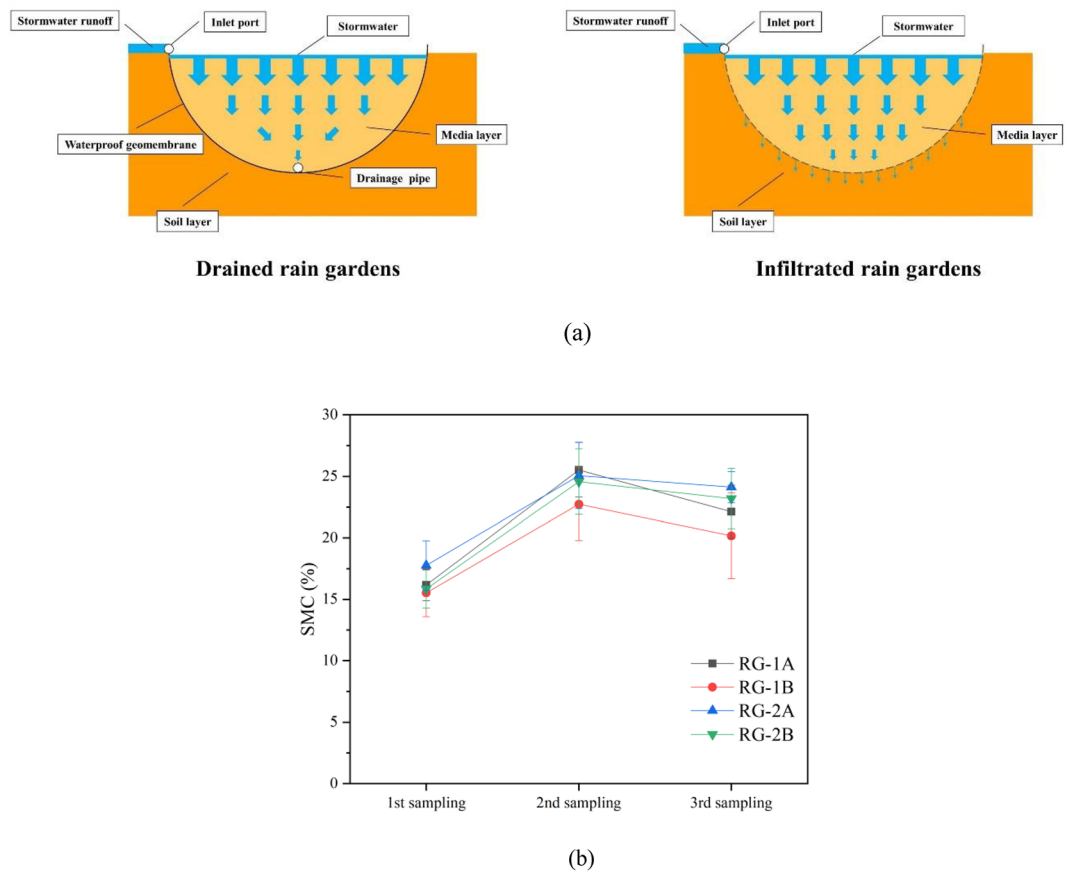 Stormwater runoff
Inlet port
Stormwater
Waterproof geomembrane
Media layer
Drainage pipe
Soil layer
Drained rain gardens
Stormwater runoff
Inlet port
Stormwater
Media layer
Soil layer
Infiltrated rain gardens
(a)
30
25
20
15
10
5
0
SMC (%)
RG-1A
RG-1B
RG-2A
RG-2B
1st sampling
2nd sampling
3rd sampling
(b)